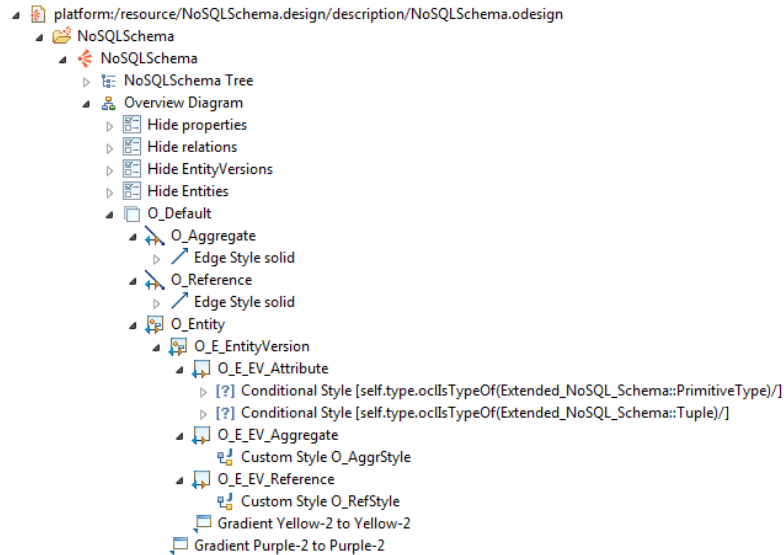 platform:/resource/NoSQLSchema.design/description/NoSQLSchema.odesign
NoSQLSchema
NoSQLSchema
NoSQLSchema Tree
Overview Diagram
Hide properties
Hide relations
Hide EntityVersions
Hide Entities
O_Default
O_Aggregate
Edge Style solid
O_Reference
Edge Style solid
O_Entity
O_E_EntityVersion
O_E_EV_Attribute
[?] Conditional Style [self.type.oclIsTypeOf(Extended_NoSQL_Schema::PrimitiveType)/]
[?] Conditional Style [self.type.oclIsTypeOf(Extended_NoSQL_Schema::Tuple)/]
O_E_EV_Aggregate
Custom Style O_AggrStyle
O_E_EV_Reference
Custom Style O_RefStyle
Gradient Yellow-2 to Yellow-2
Gradient Purple-2 to Purple-2